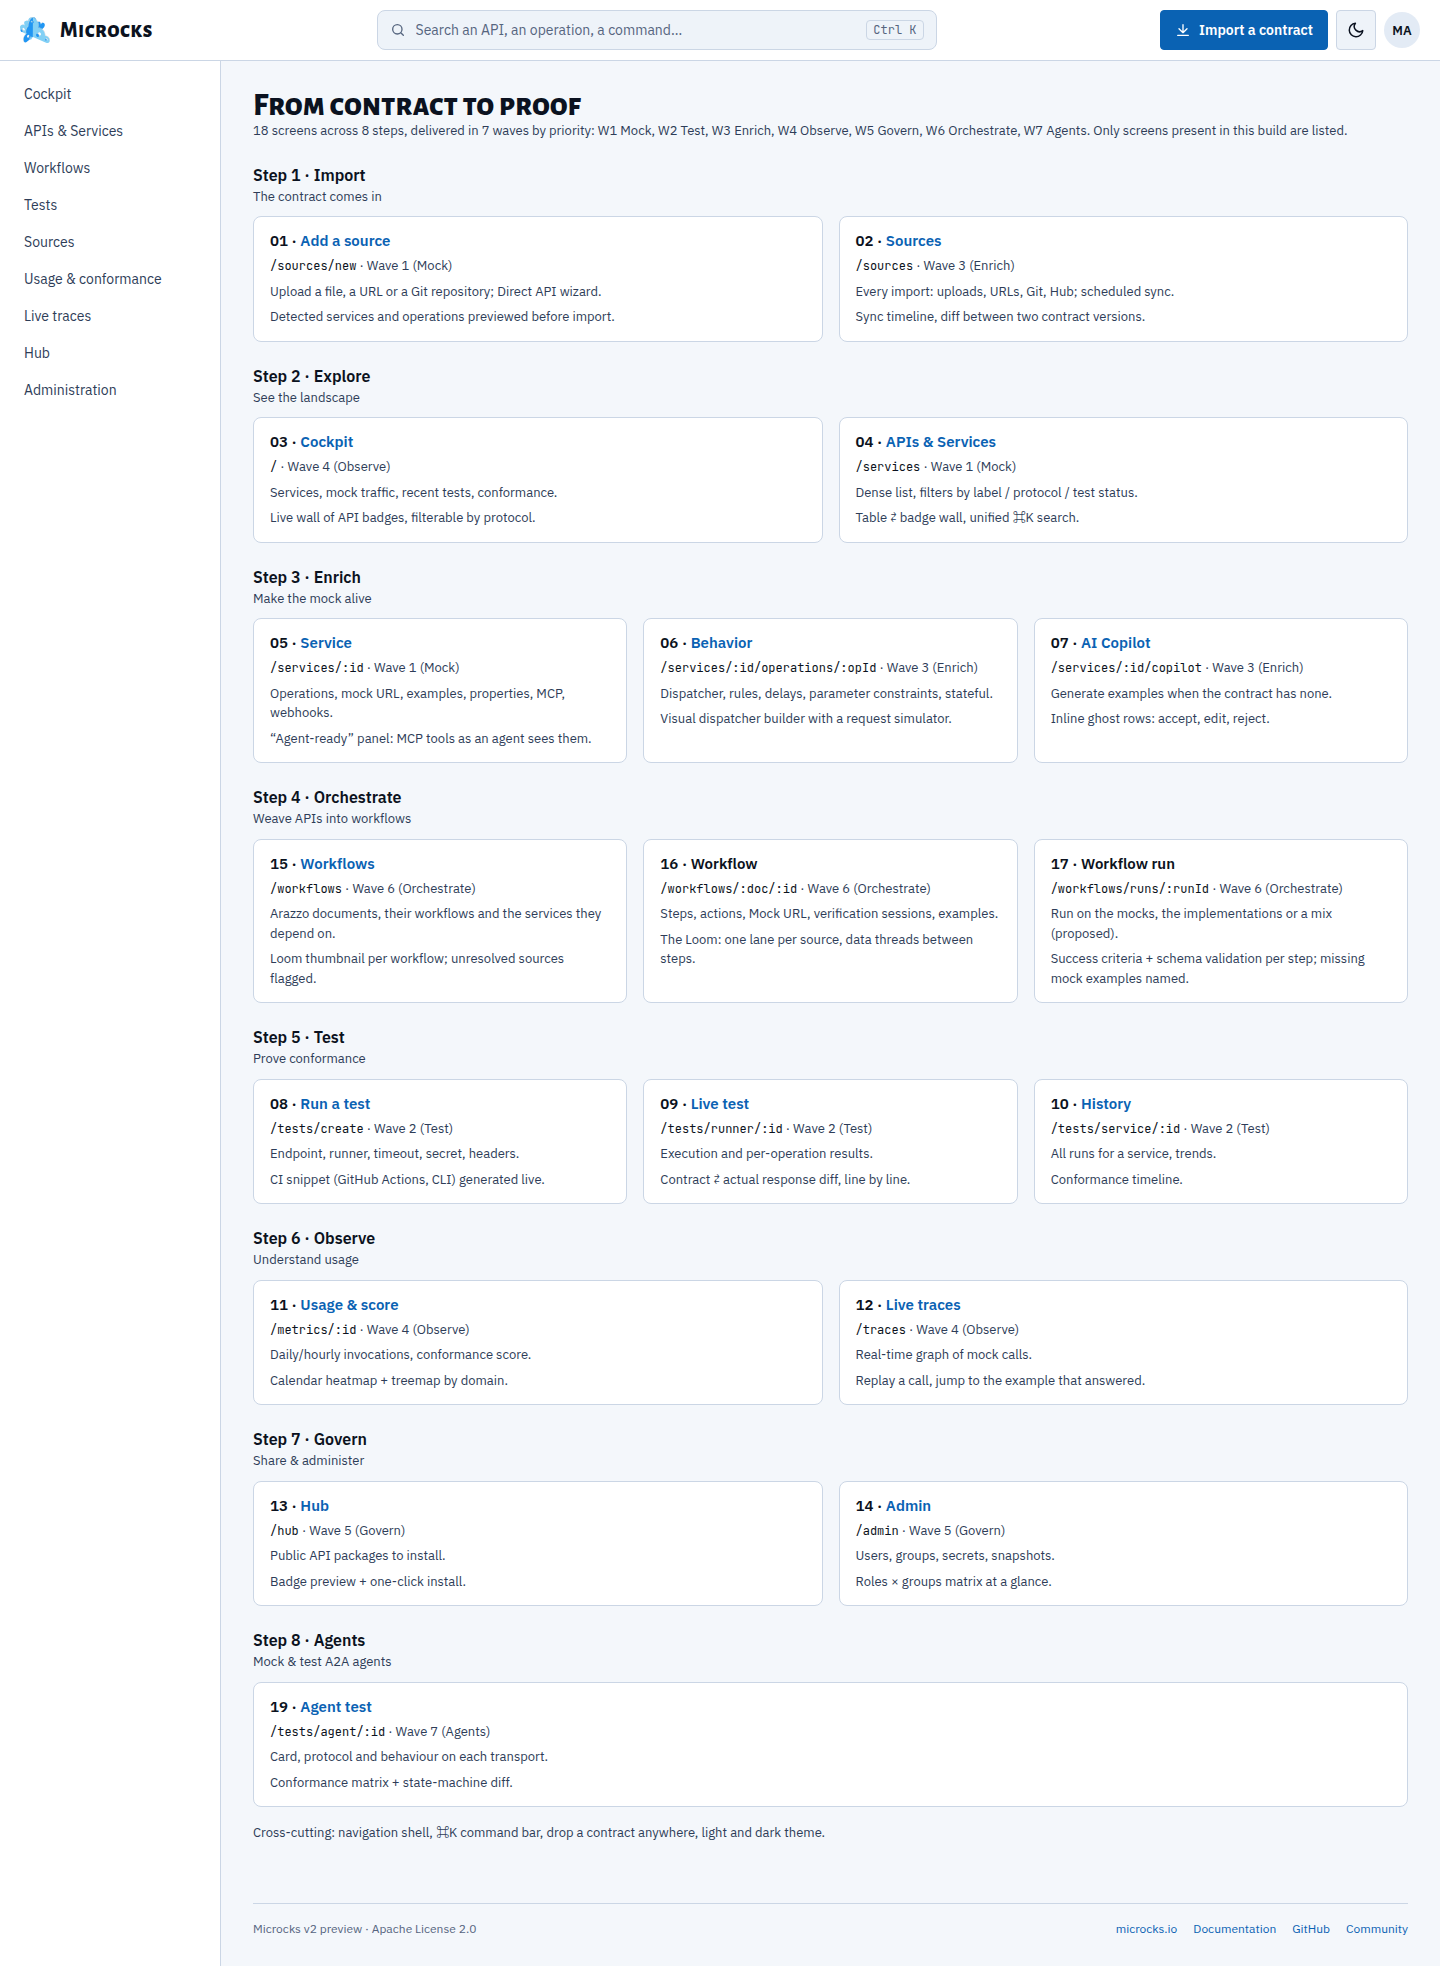 Microcks
Search an API, an operation, a command...
Ctrl K
Import a contract
MA
Cockpit
APIs & Services
Workflows
Tests
Sources
Usage & conformance
Live traces
Hub
Administration
From contract to proof
18 screens across 8 steps, delivered in 7 waves by priority: W1 Mock, W2 Test, W3 Enrich, W4 Observe, W5 Govern, W6 Orchestrate, W7 Agents. Only screens present in this build are listed.
Step 1 · Import
The contract comes in
01 · Add a source
/sources/new · Wave 1 (Mock)
Upload a file, a URL or a Git repository; Direct API wizard.
Detected services and operations previewed before import.
02 · Sources
/sources · Wave 3 (Enrich)
Every import: uploads, URLs, Git, Hub; scheduled sync.
Sync timeline, diff between two contract versions.
Step 2 · Explore
See the landscape
03 · Cockpit
/ · Wave 4 (Observe)
Services, mock traffic, recent tests, conformance.
Live wall of API badges, filterable by protocol.
04 · APIs & Services
/services · Wave 1 (Mock)
Dense list, filters by label / protocol / test status.
Table ⇄ badge wall, unified ⌘K search.
Step 3 · Enrich
Make the mock alive
05 · Service
/services/:id · Wave 1 (Mock)
Operations, mock URL, examples, properties, MCP,
webhooks.
“Agent-ready” panel: MCP tools as an agent sees them.
06 · Behavior
/services/:id/operations/:opId · Wave 3 (Enrich)
Dispatcher, rules, delays, parameter constraints, stateful.
Visual dispatcher builder with a request simulator.
07 · AI Copilot
/services/:id/copilot · Wave 3 (Enrich)
Generate examples when the contract has none.
Inline ghost rows: accept, edit, reject.
Step 4 · Orchestrate
Weave APIs into workflows
15 · Workflows
/workflows · Wave 6 (Orchestrate)
Arazzo documents, their workflows and the services they
depend on.
Loom thumbnail per workflow; unresolved sources
flagged.
16 · Workflow
/workflows/:doc/:id · Wave 6 (Orchestrate)
Steps, actions, Mock URL, verification sessions, examples.
The Loom: one lane per source, data threads between
steps.
17 · Workflow run
/workflows/runs/:runId · Wave 6 (Orchestrate)
Run on the mocks, the implementations or a mix
(proposed).
Success criteria + schema validation per step; missing
mock examples named.
Step 5 · Test
Prove conformance
08 · Run a test
/tests/create · Wave 2 (Test)
Endpoint, runner, timeout, secret, headers.
CI snippet (GitHub Actions, CLI) generated live.
09 · Live test
/tests/runner/:id · Wave 2 (Test)
Execution and per-operation results.
Contract ⇄ actual response diff, line by line.
10 · History
/tests/service/:id · Wave 2 (Test)
All runs for a service, trends.
Conformance timeline.
Step 6 · Observe
Understand usage
11 · Usage & score
/metrics/:id · Wave 4 (Observe)
Daily/hourly invocations, conformance score.
Calendar heatmap + treemap by domain.
12 · Live traces
/traces · Wave 4 (Observe)
Real-time graph of mock calls.
Replay a call, jump to the example that answered.
Step 7 · Govern
Share & administer
13 · Hub
/hub · Wave 5 (Govern)
Public API packages to install.
Badge preview + one-click install.
14 · Admin
/admin · Wave 5 (Govern)
Users, groups, secrets, snapshots.
Roles × groups matrix at a glance.
Step 8 · Agents
Mock & test A2A agents
19 · Agent test
/tests/agent/:id · Wave 7 (Agents)
Card, protocol and behaviour on each transport.
Conformance matrix + state-machine diff.
Cross-cutting: navigation shell, ⌘K command bar, drop a contract anywhere, light and dark theme.
Microcks v2 preview · Apache License 2.0
microcks.io
Documentation
GitHub
Community